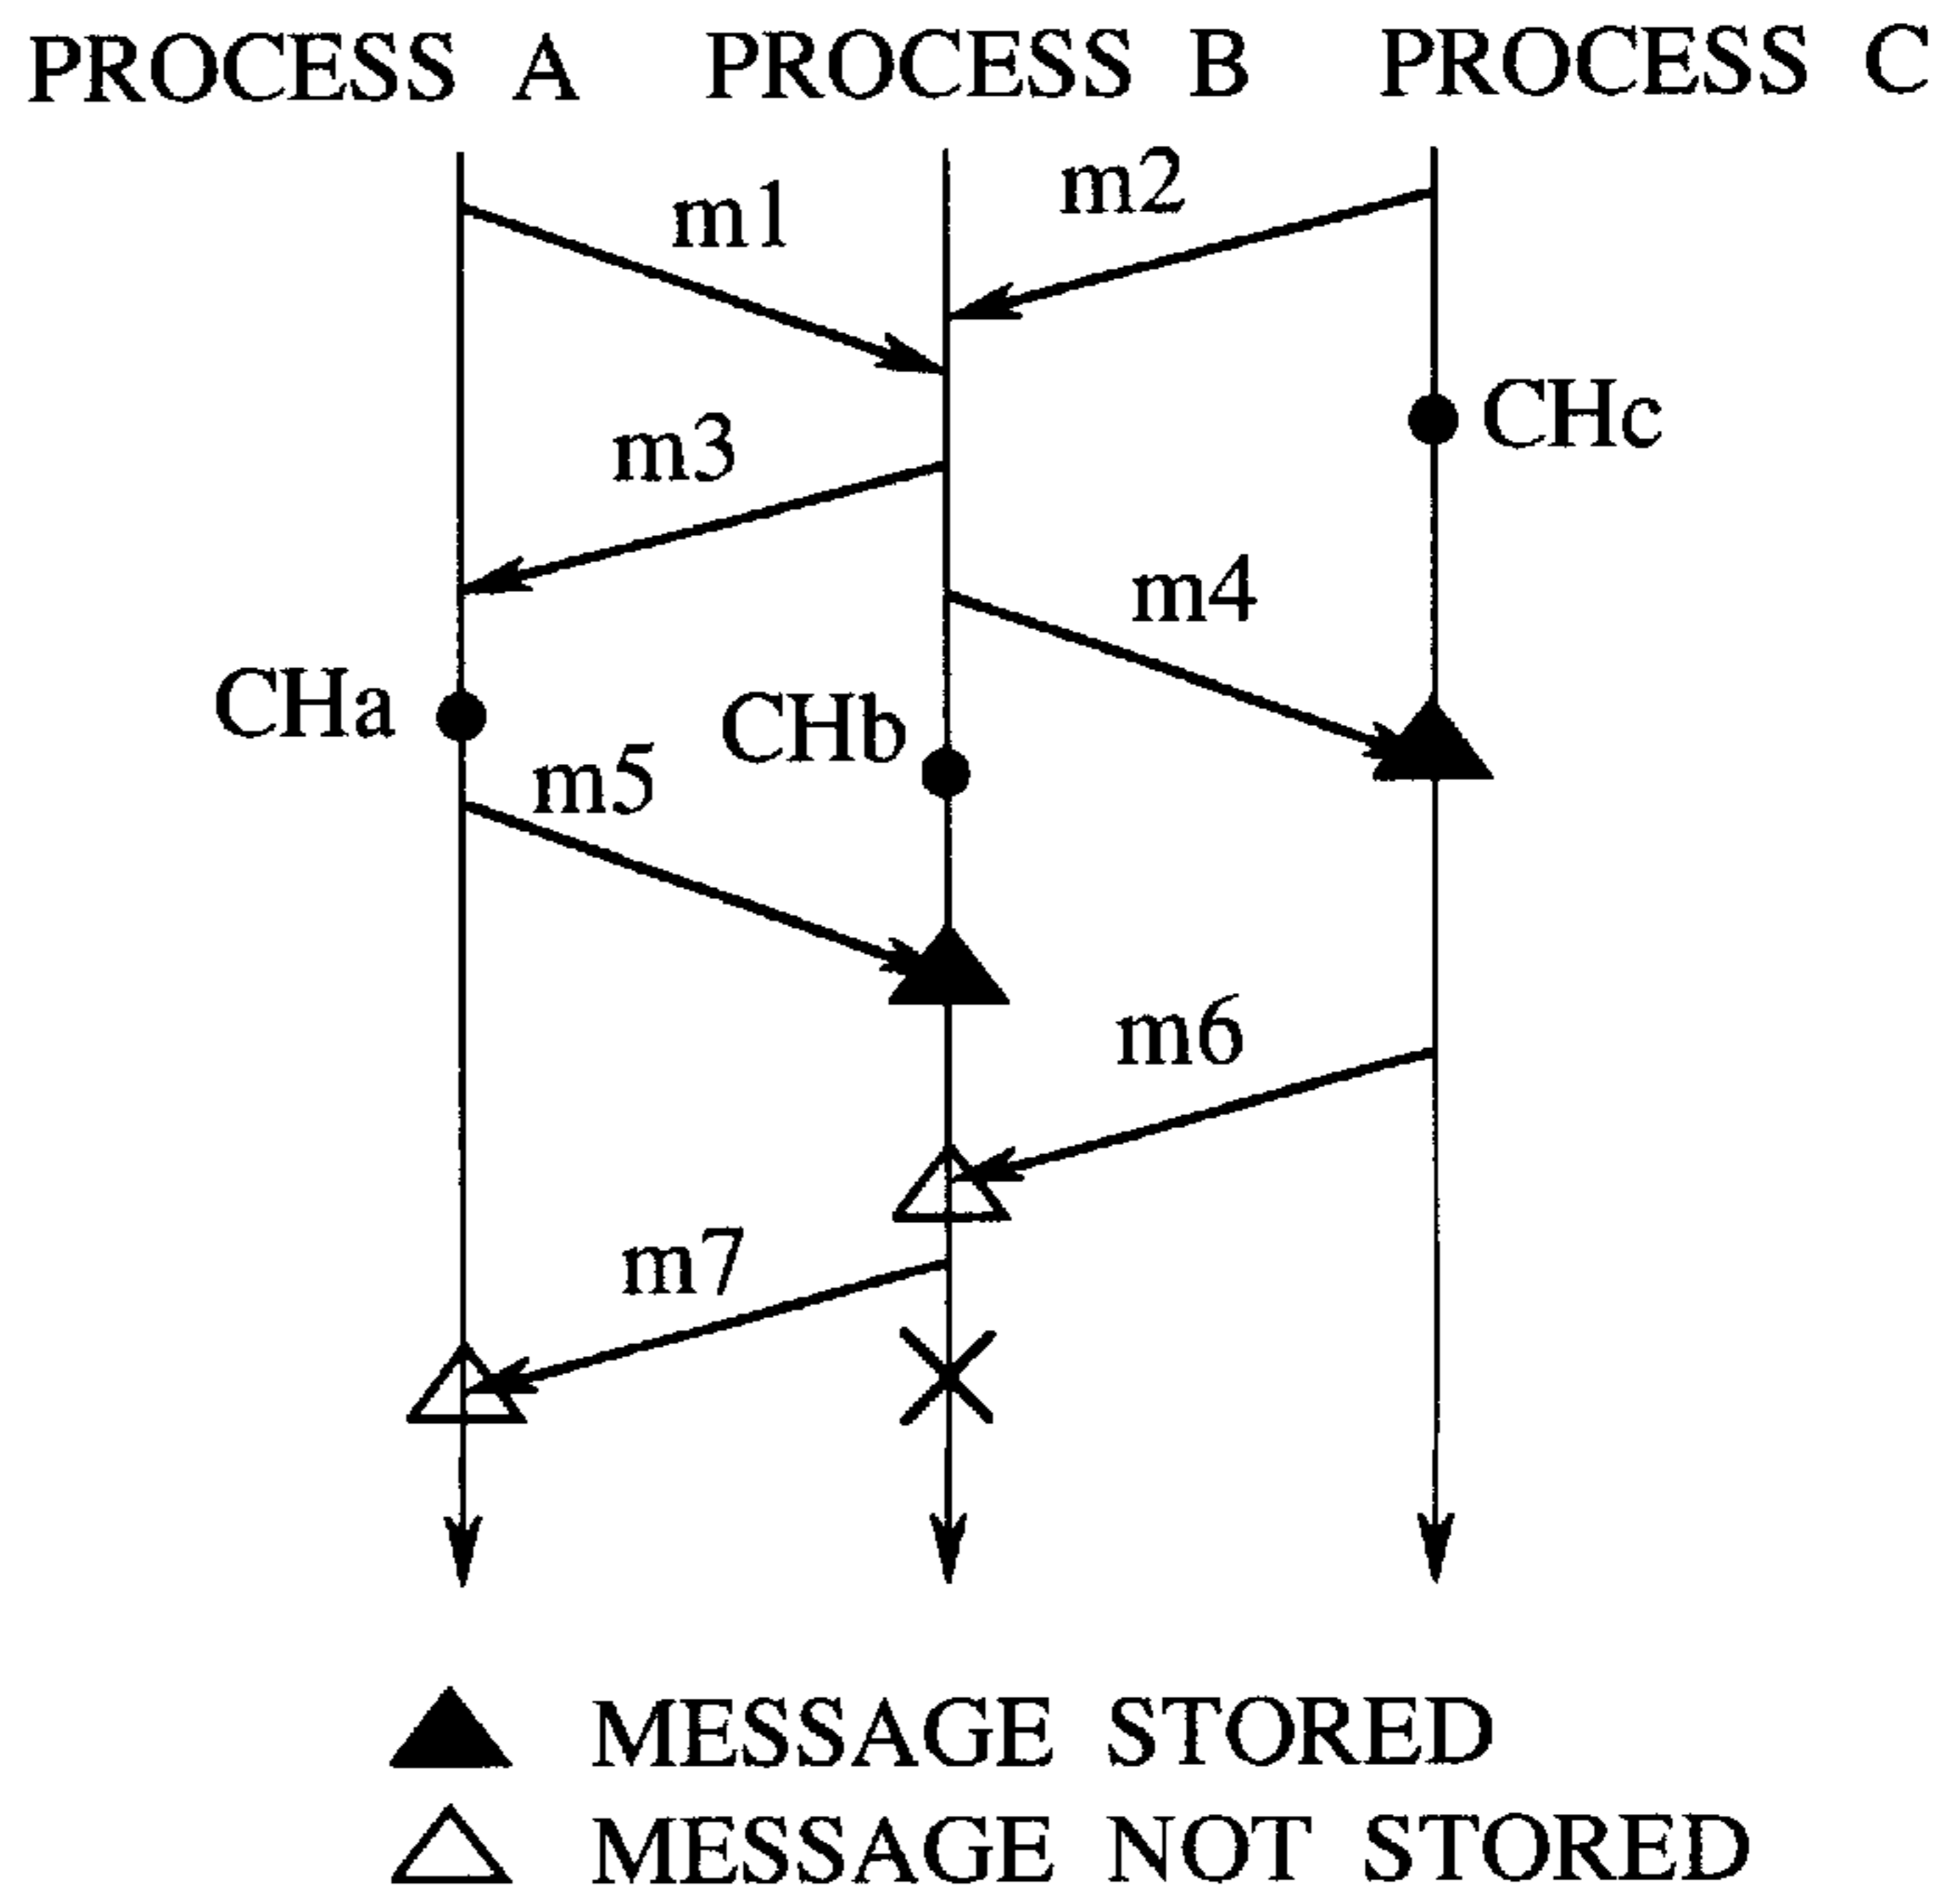 PROCESS A PROCESS B PROCESS C
m1
m2
CHc
m3
m4
CHa
CHb
m5
m6
m7
MESSAGE STORED
MESSAGE NOT STORED